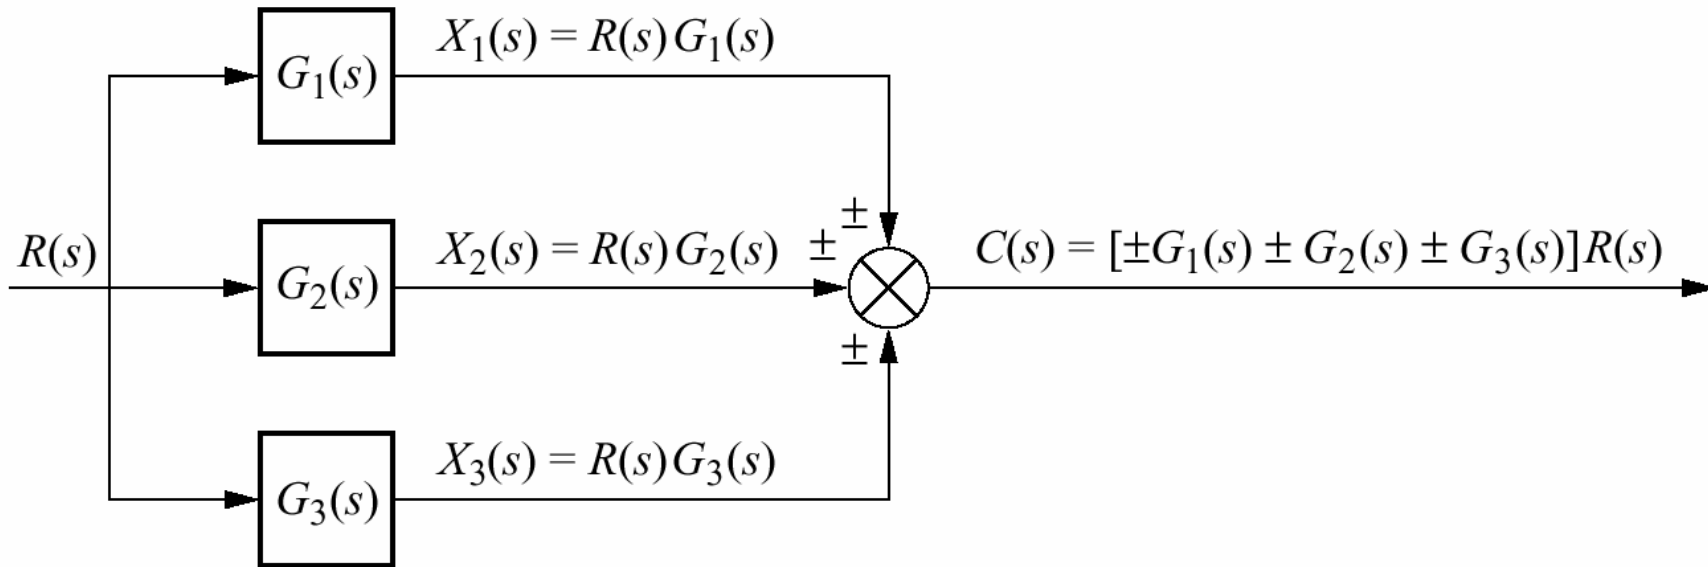 X₁(s) = R(s)G₁(s)
G₁(s)
±
±
R(s)
X₂(s) = R(s)G₂(s)
C(s) = [±G₁(s) ± G₂(s) ± G₃(s)]R(s)
G₂(s)
±
X₃(s) = R(s)G₃(s)
G₃(s)